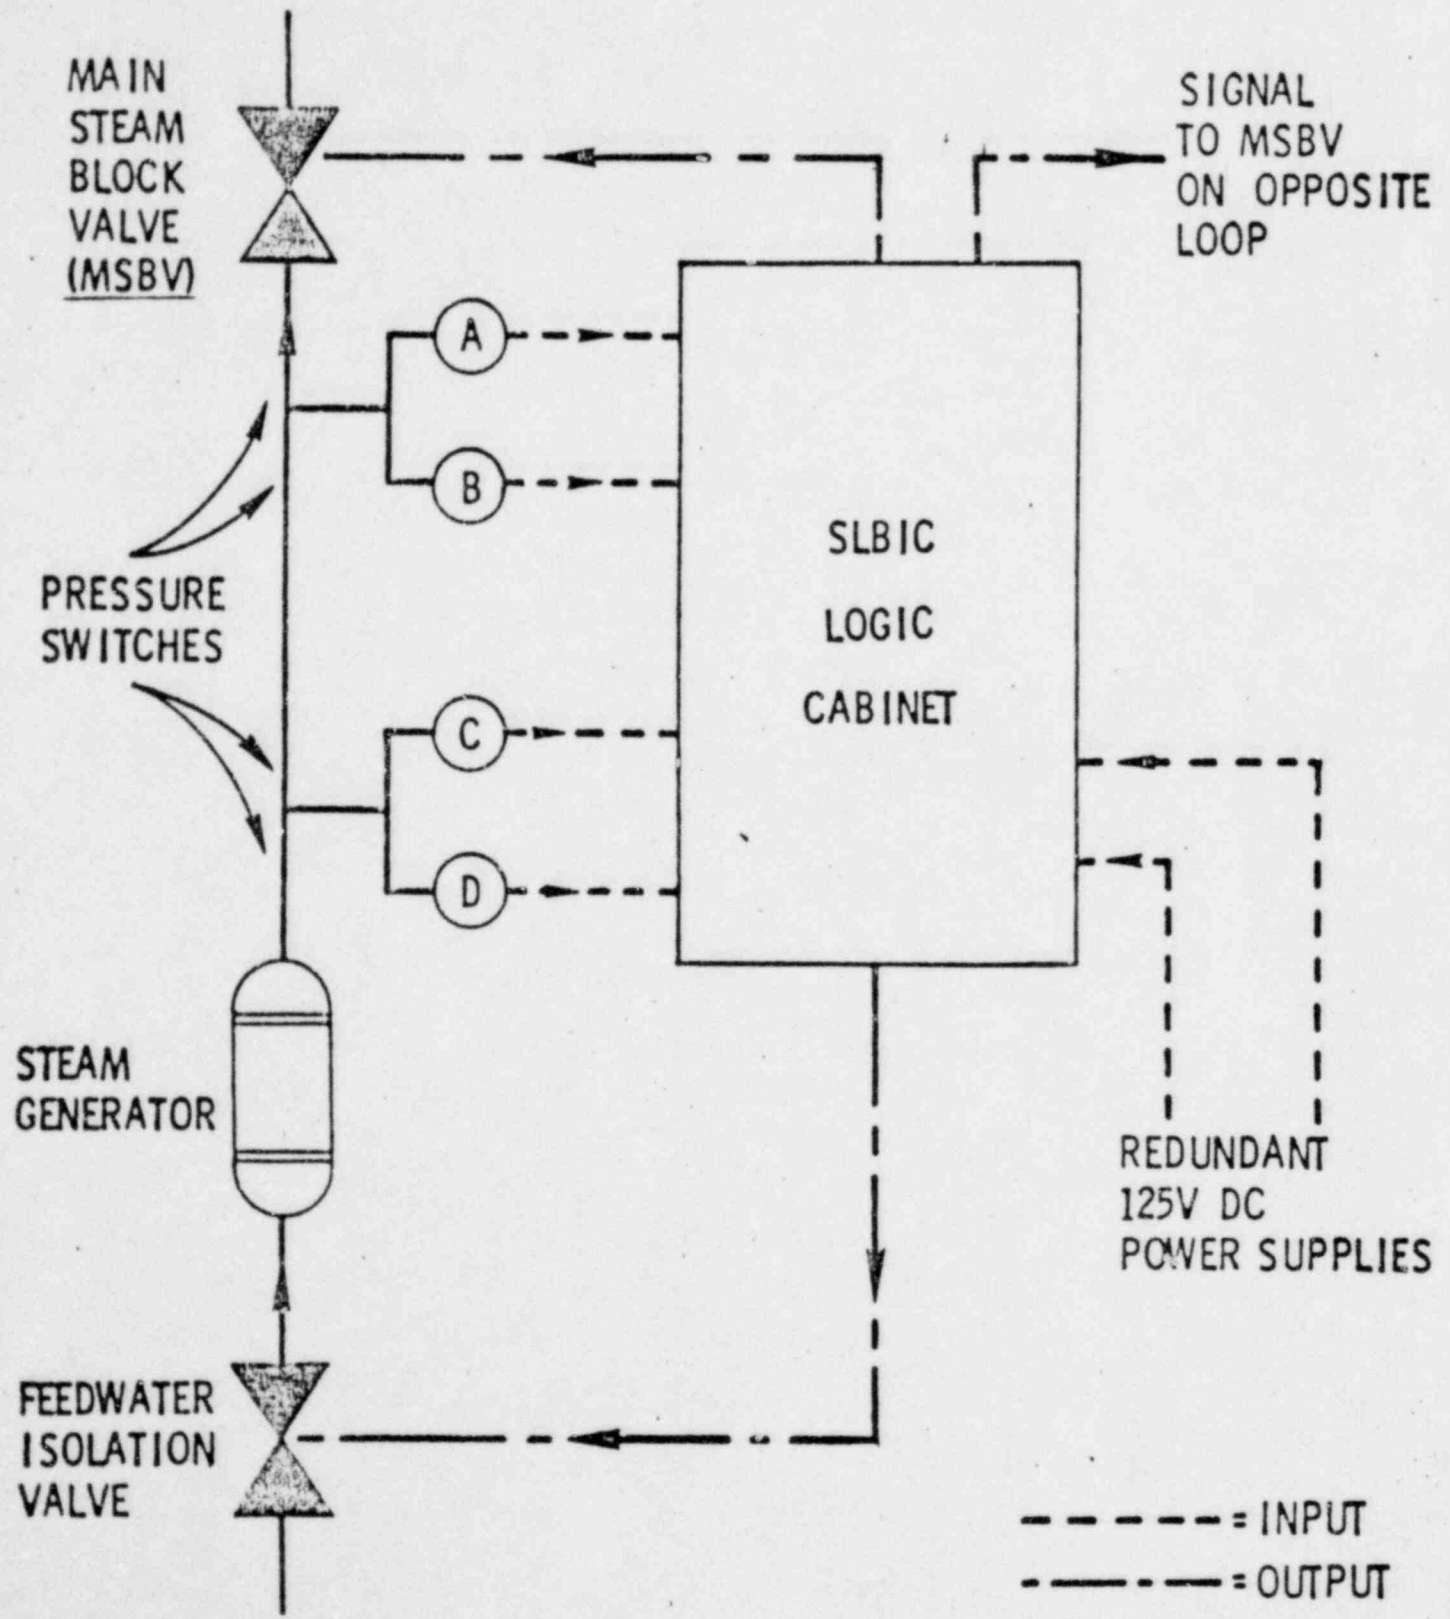 MAIN
STEAM
BLOCK
VALVE
(MSBV)
SIGNAL
TO MSBV
ON OPPOSITE
LOOP
A
B
PRESSURE
SWITCHES
SLBIC
LOGIC
CABINET
C
D
STEAM
GENERATOR
REDUNDANT
125V DC
POWER SUPPLIES
FEEDWATER
ISOLATION
VALVE
= INPUT
= OUTPUT